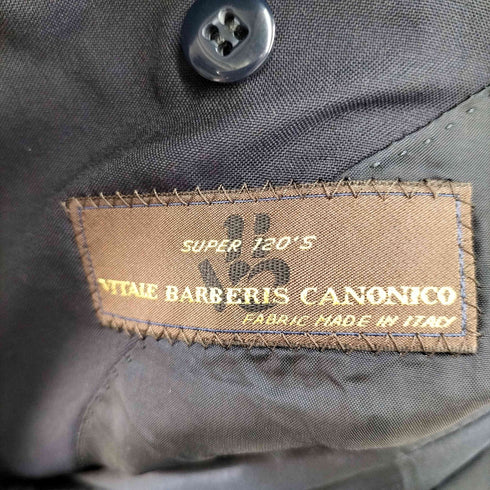 SUPER 120'S
VITALE BARBERIS CANONICO
FABRIC MADE IN ITALY